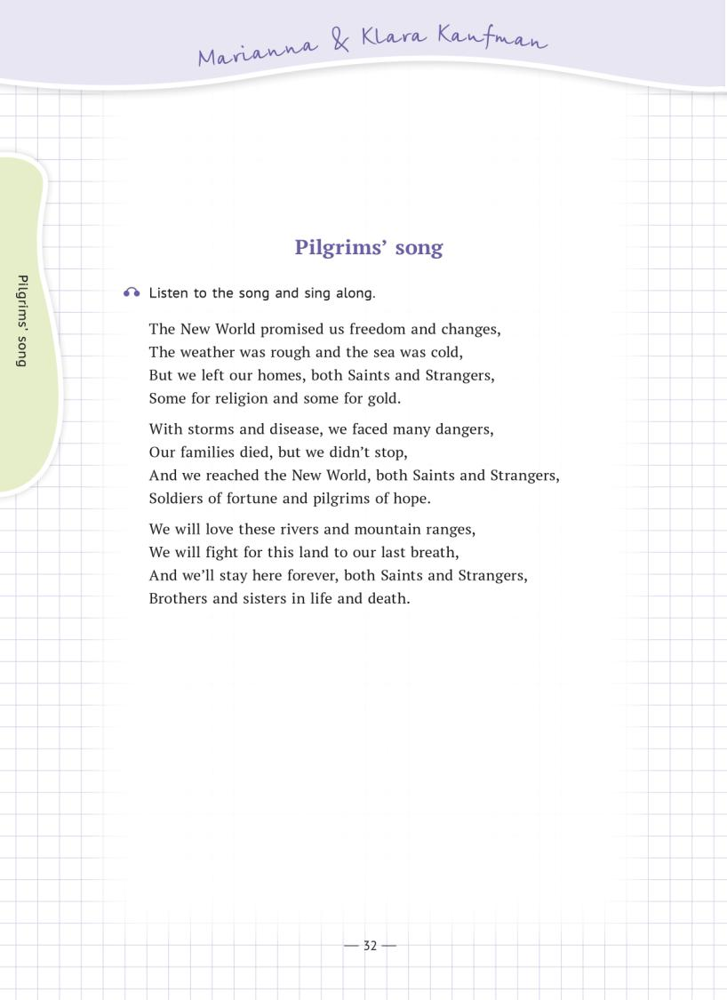 Marianna & Klara Kaufman
Pilgrims' song
Pilgrims’ song
Listen to the song and sing along.
The New World promised us freedom and changes,
The weather was rough and the sea was cold,
But we left our homes, both Saints and Strangers,
Some for religion and some for gold.
With storms and disease, we faced many dangers,
Our families died, but we didn’t stop,
And we reached the New World, both Saints and Strangers,
Soldiers of fortune and pilgrims of hope.
We will love these rivers and mountain ranges,
We will fight for this land to our last breath,
And we’ll stay here forever, both Saints and Strangers,
Brothers and sisters in life and death.
— 32 —